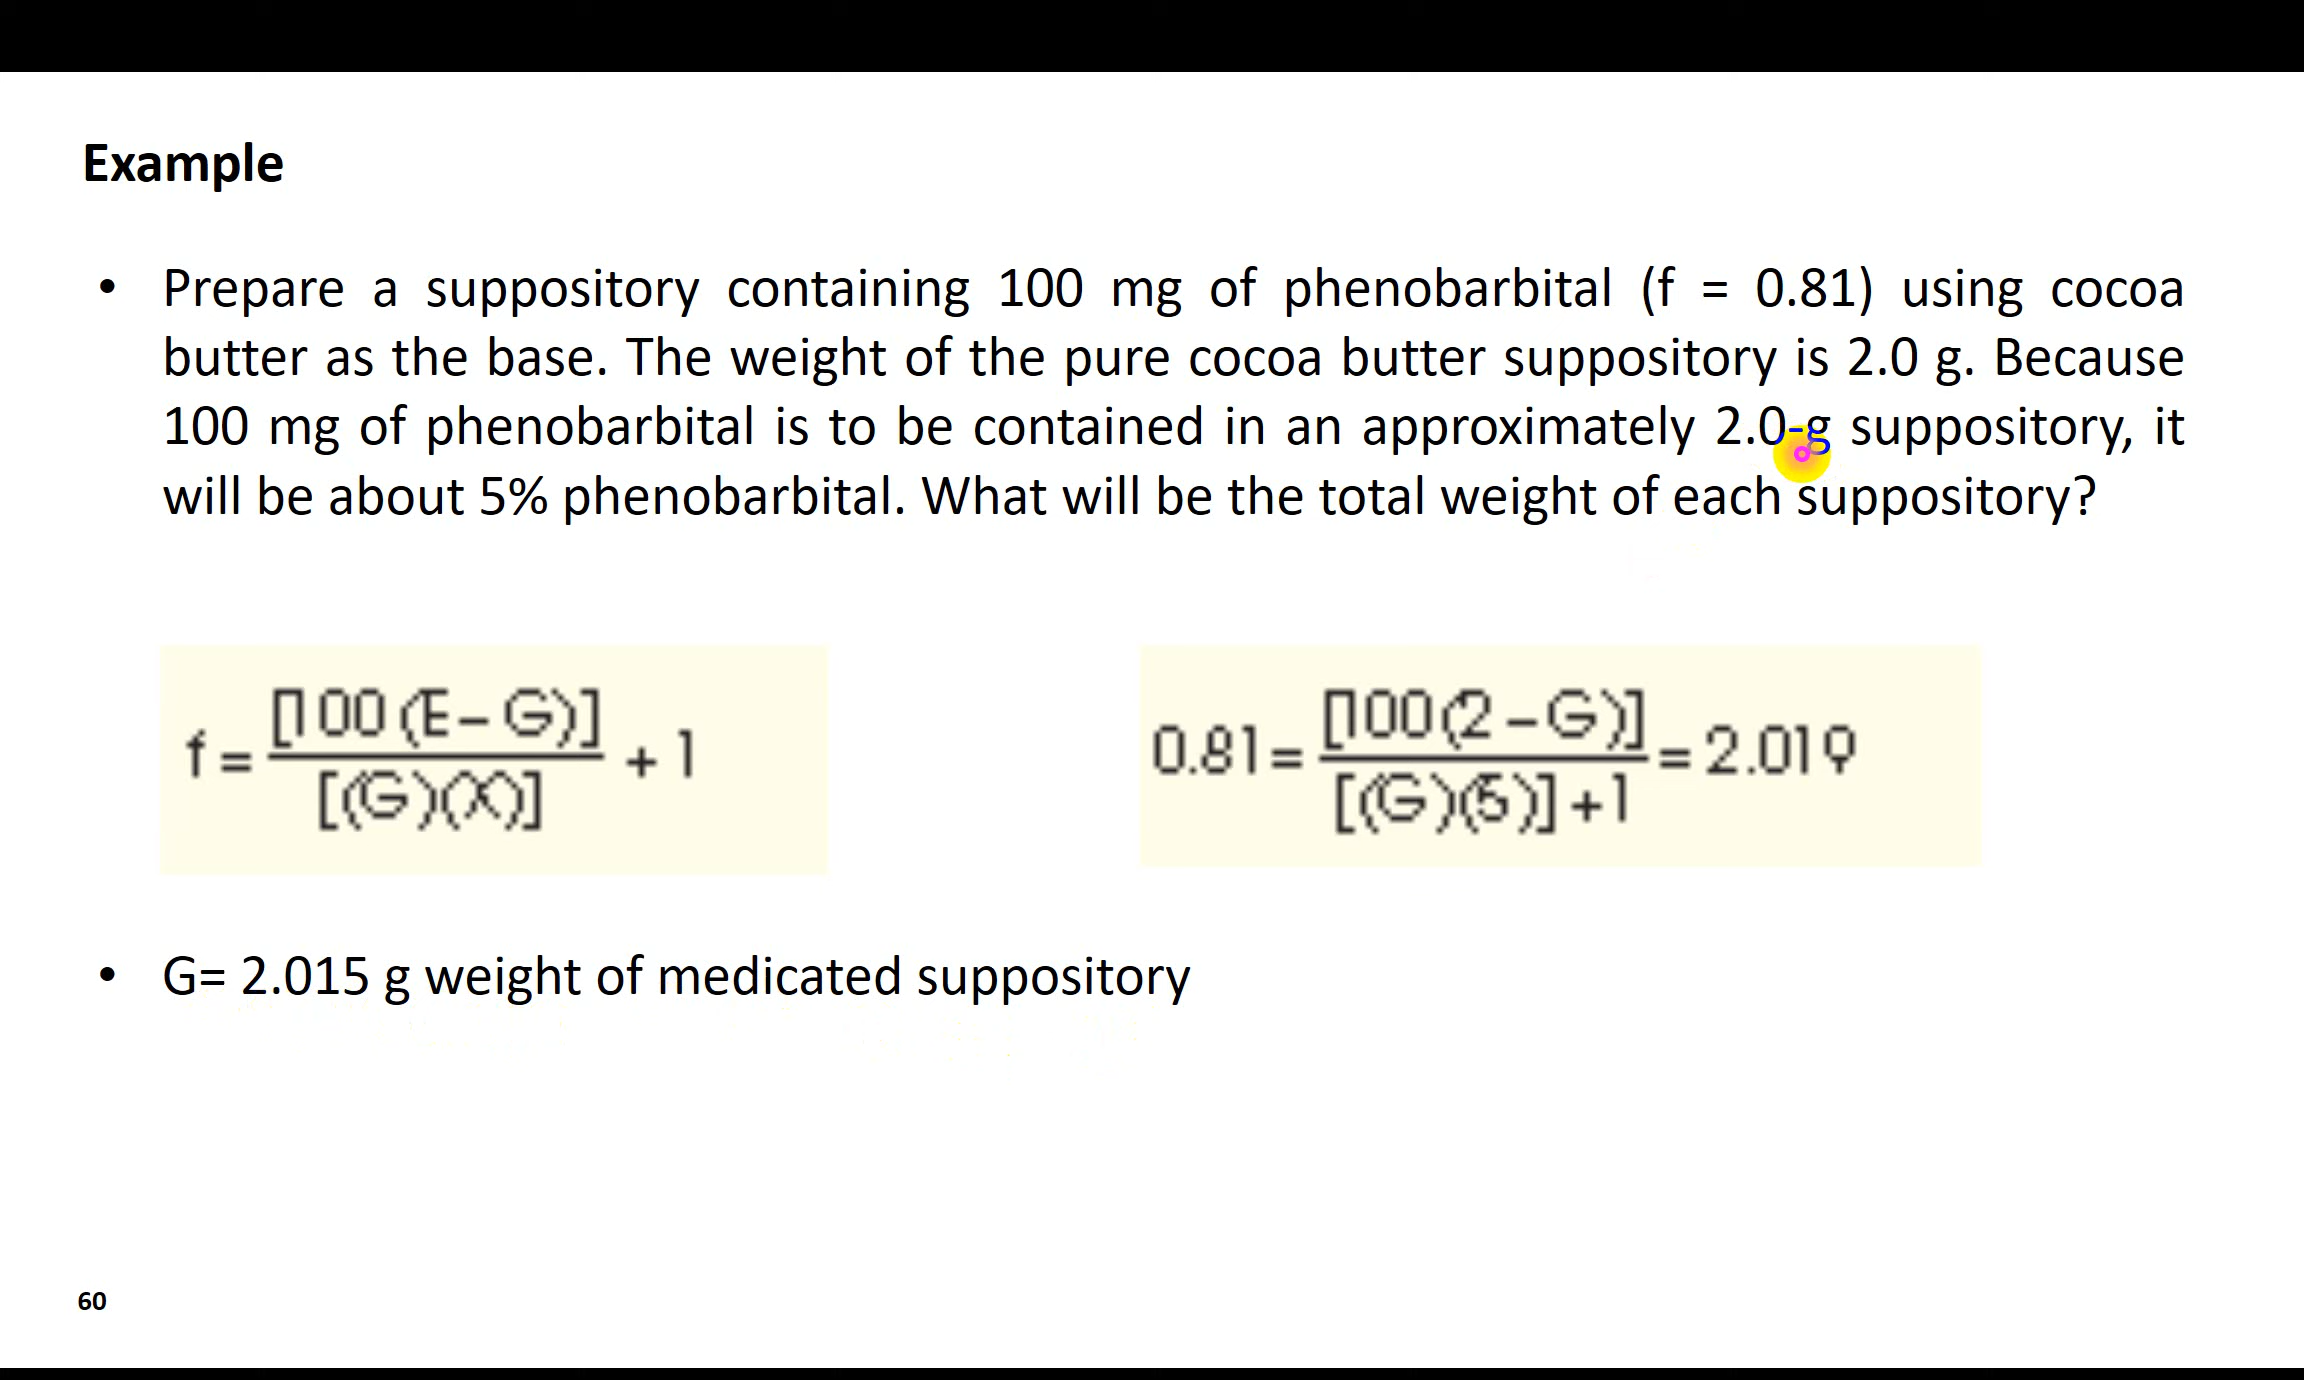 Example
• Prepare a suppository containing 100 mg of phenobarbital (f = 0.81) using cocoa
butter as the base. The weight of the pure cocoa butter suppository is 2.0 g. Because
100 mg of phenobarbital is to be contained in an approximately 2.0-g suppository, it
will be about 5% phenobarbital. What will be the total weight of each suppository?
f = [100(E – G)] / [(G)(X)] + 1
0.81 = [100(2 – G)] / [(G)(5)] + 1 = 2.019
• G= 2.015 g weight of medicated suppository
60